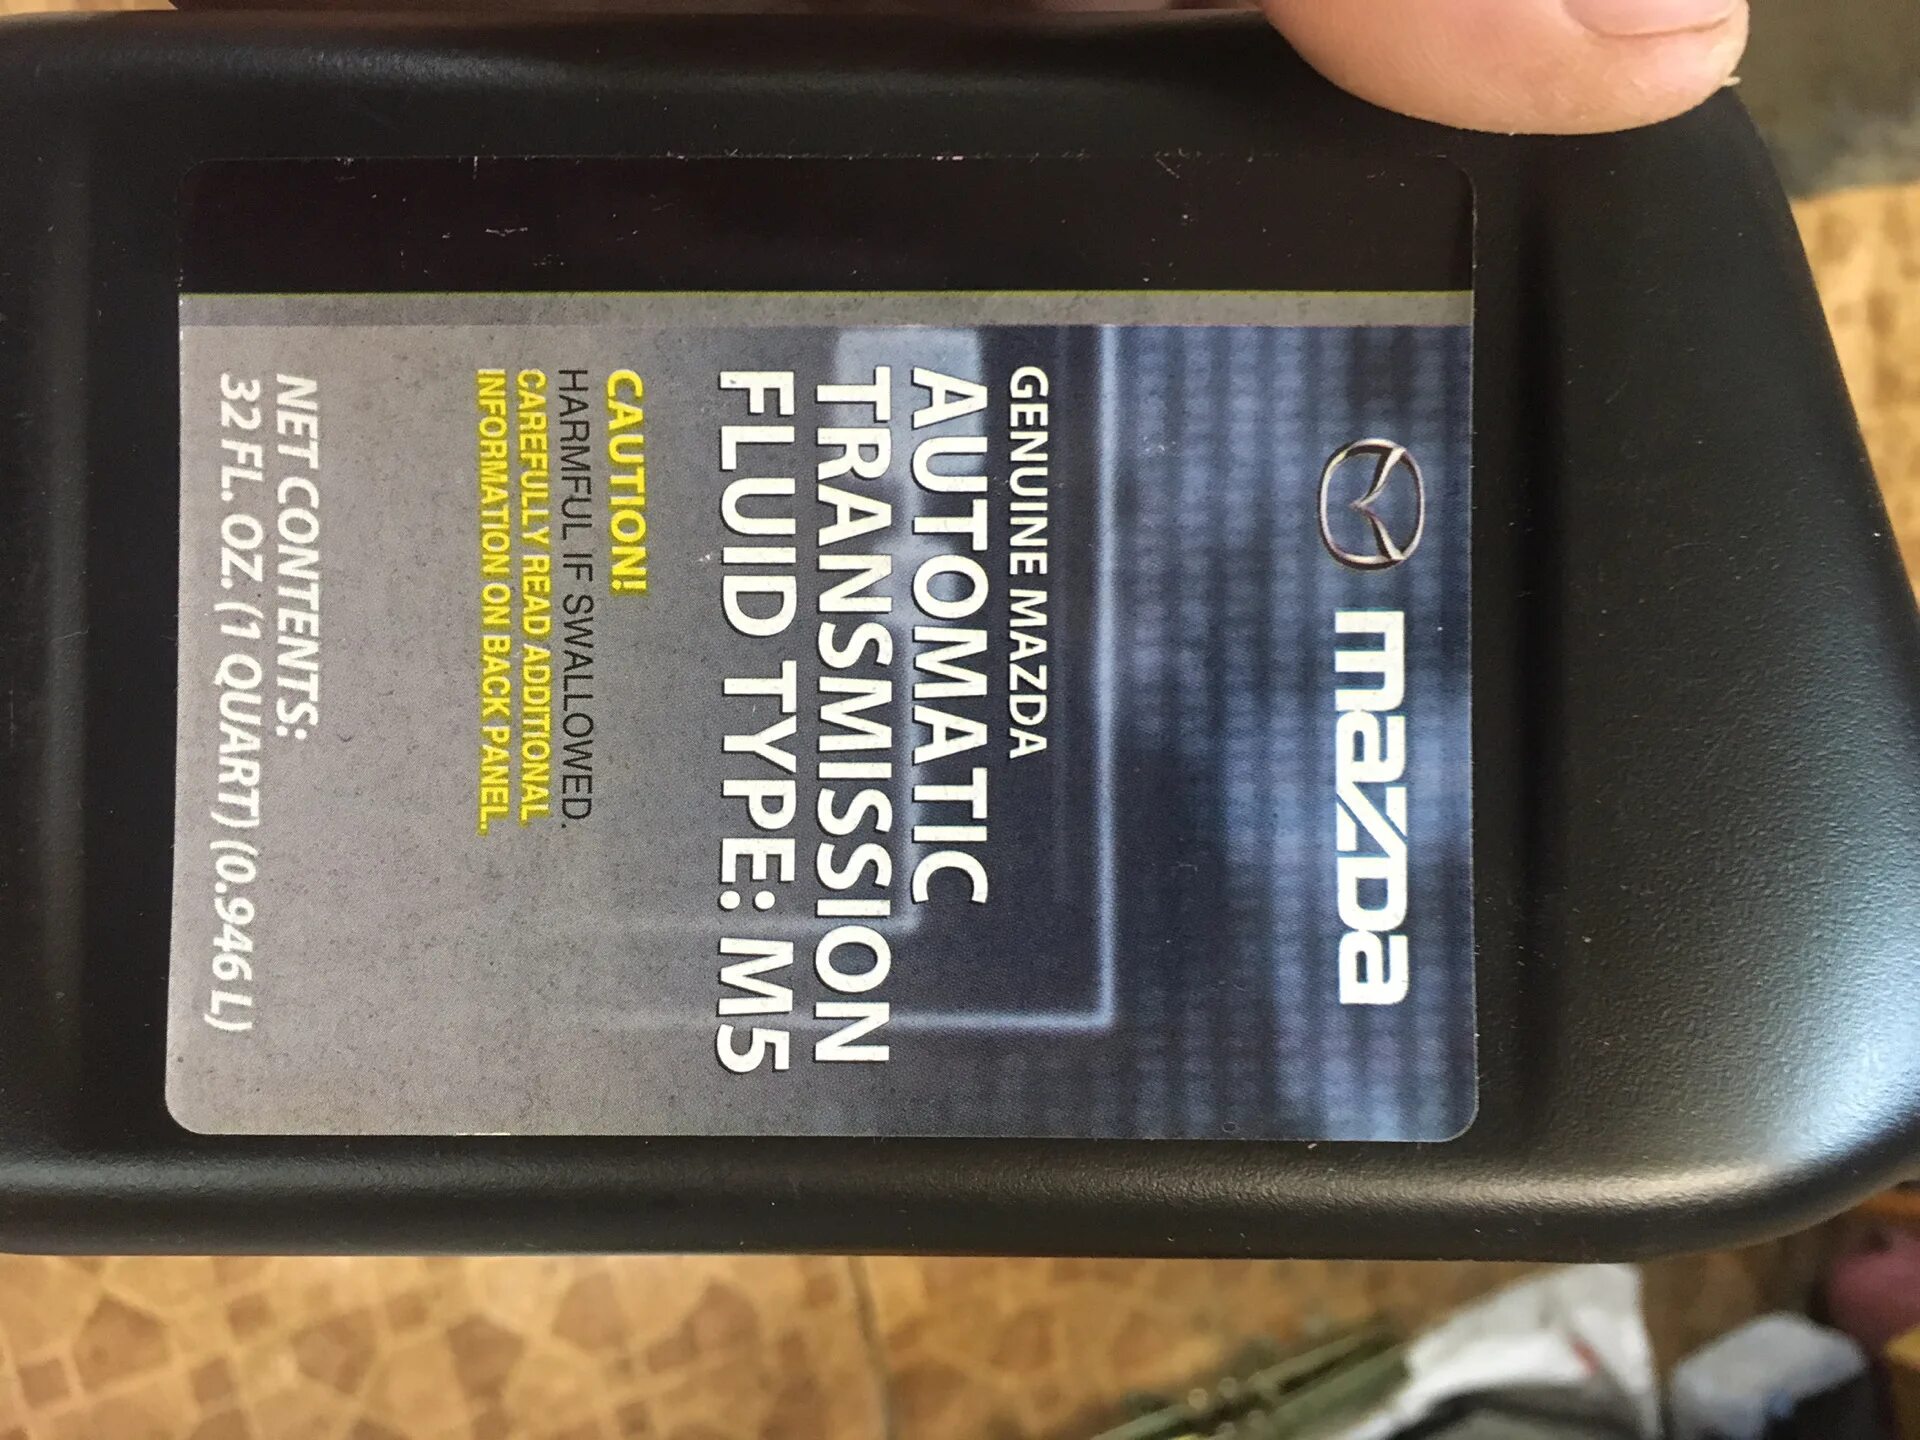 mazda
GENUINE MAZDA
AUTOMATIC
TRANSMISSION
FLUID TYPE: M5
CAUTION!
HARMFUL IF SWALLOWED.
CAREFULLY READ ADDITIONAL
INFORMATION ON BACK PANEL.
NET CONTENTS:
32 FL. OZ. (1 QUART) (0.946 L)